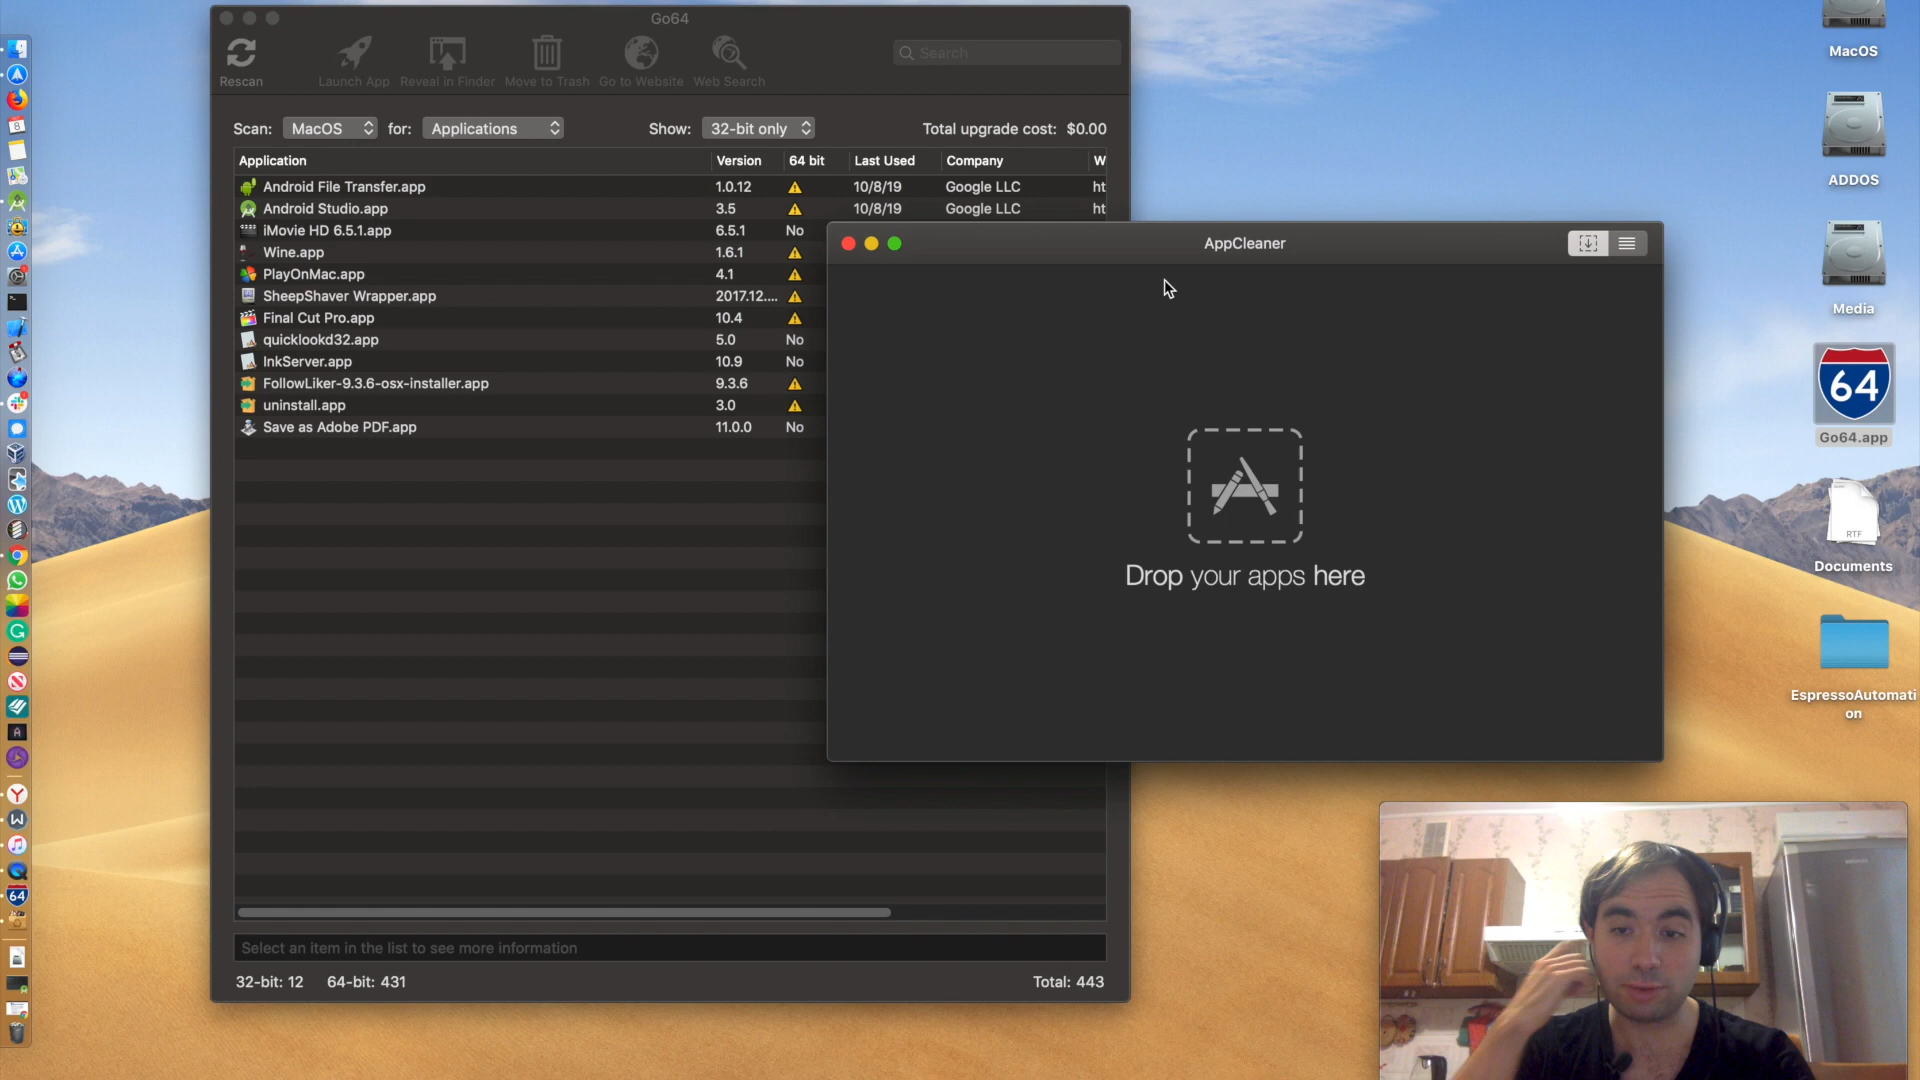 Go64
Rescan
Launch App
Reveal in Finder
Move to Trash
Go to Website
Web Search
Search
Scan: MacOS for: Applications
Show: 32-bit only
Total upgrade cost: $0.00
Application Version 64 bit Last Used Company W
Android File Transfer.app 1.0.12 10/8/19 Google LLC ht
Android Studio.app 3.5 10/8/19 Google LLC ht
iMovie HD 6.5.1.app 6.5.1 No
Wine.app 1.6.1
PlayOnMac.app 4.1
SheepShaver Wrapper.app 2017.12....
Final Cut Pro.app 10.4
quicklookd32.app 5.0 No
InkServer.app 10.9 No
FollowLiker-9.3.6-osx-installer.app 9.3.6
uninstall.app 3.0
Save as Adobe PDF.app 11.0.0 No
Select an item in the list to see more information
32-bit: 12 64-bit: 431 Total: 443
AppCleaner
Drop your apps here
MacOS
ADDOS
Media
64
Go64.app
RTF
Documents
EspressoAutomati
on
8
W
64